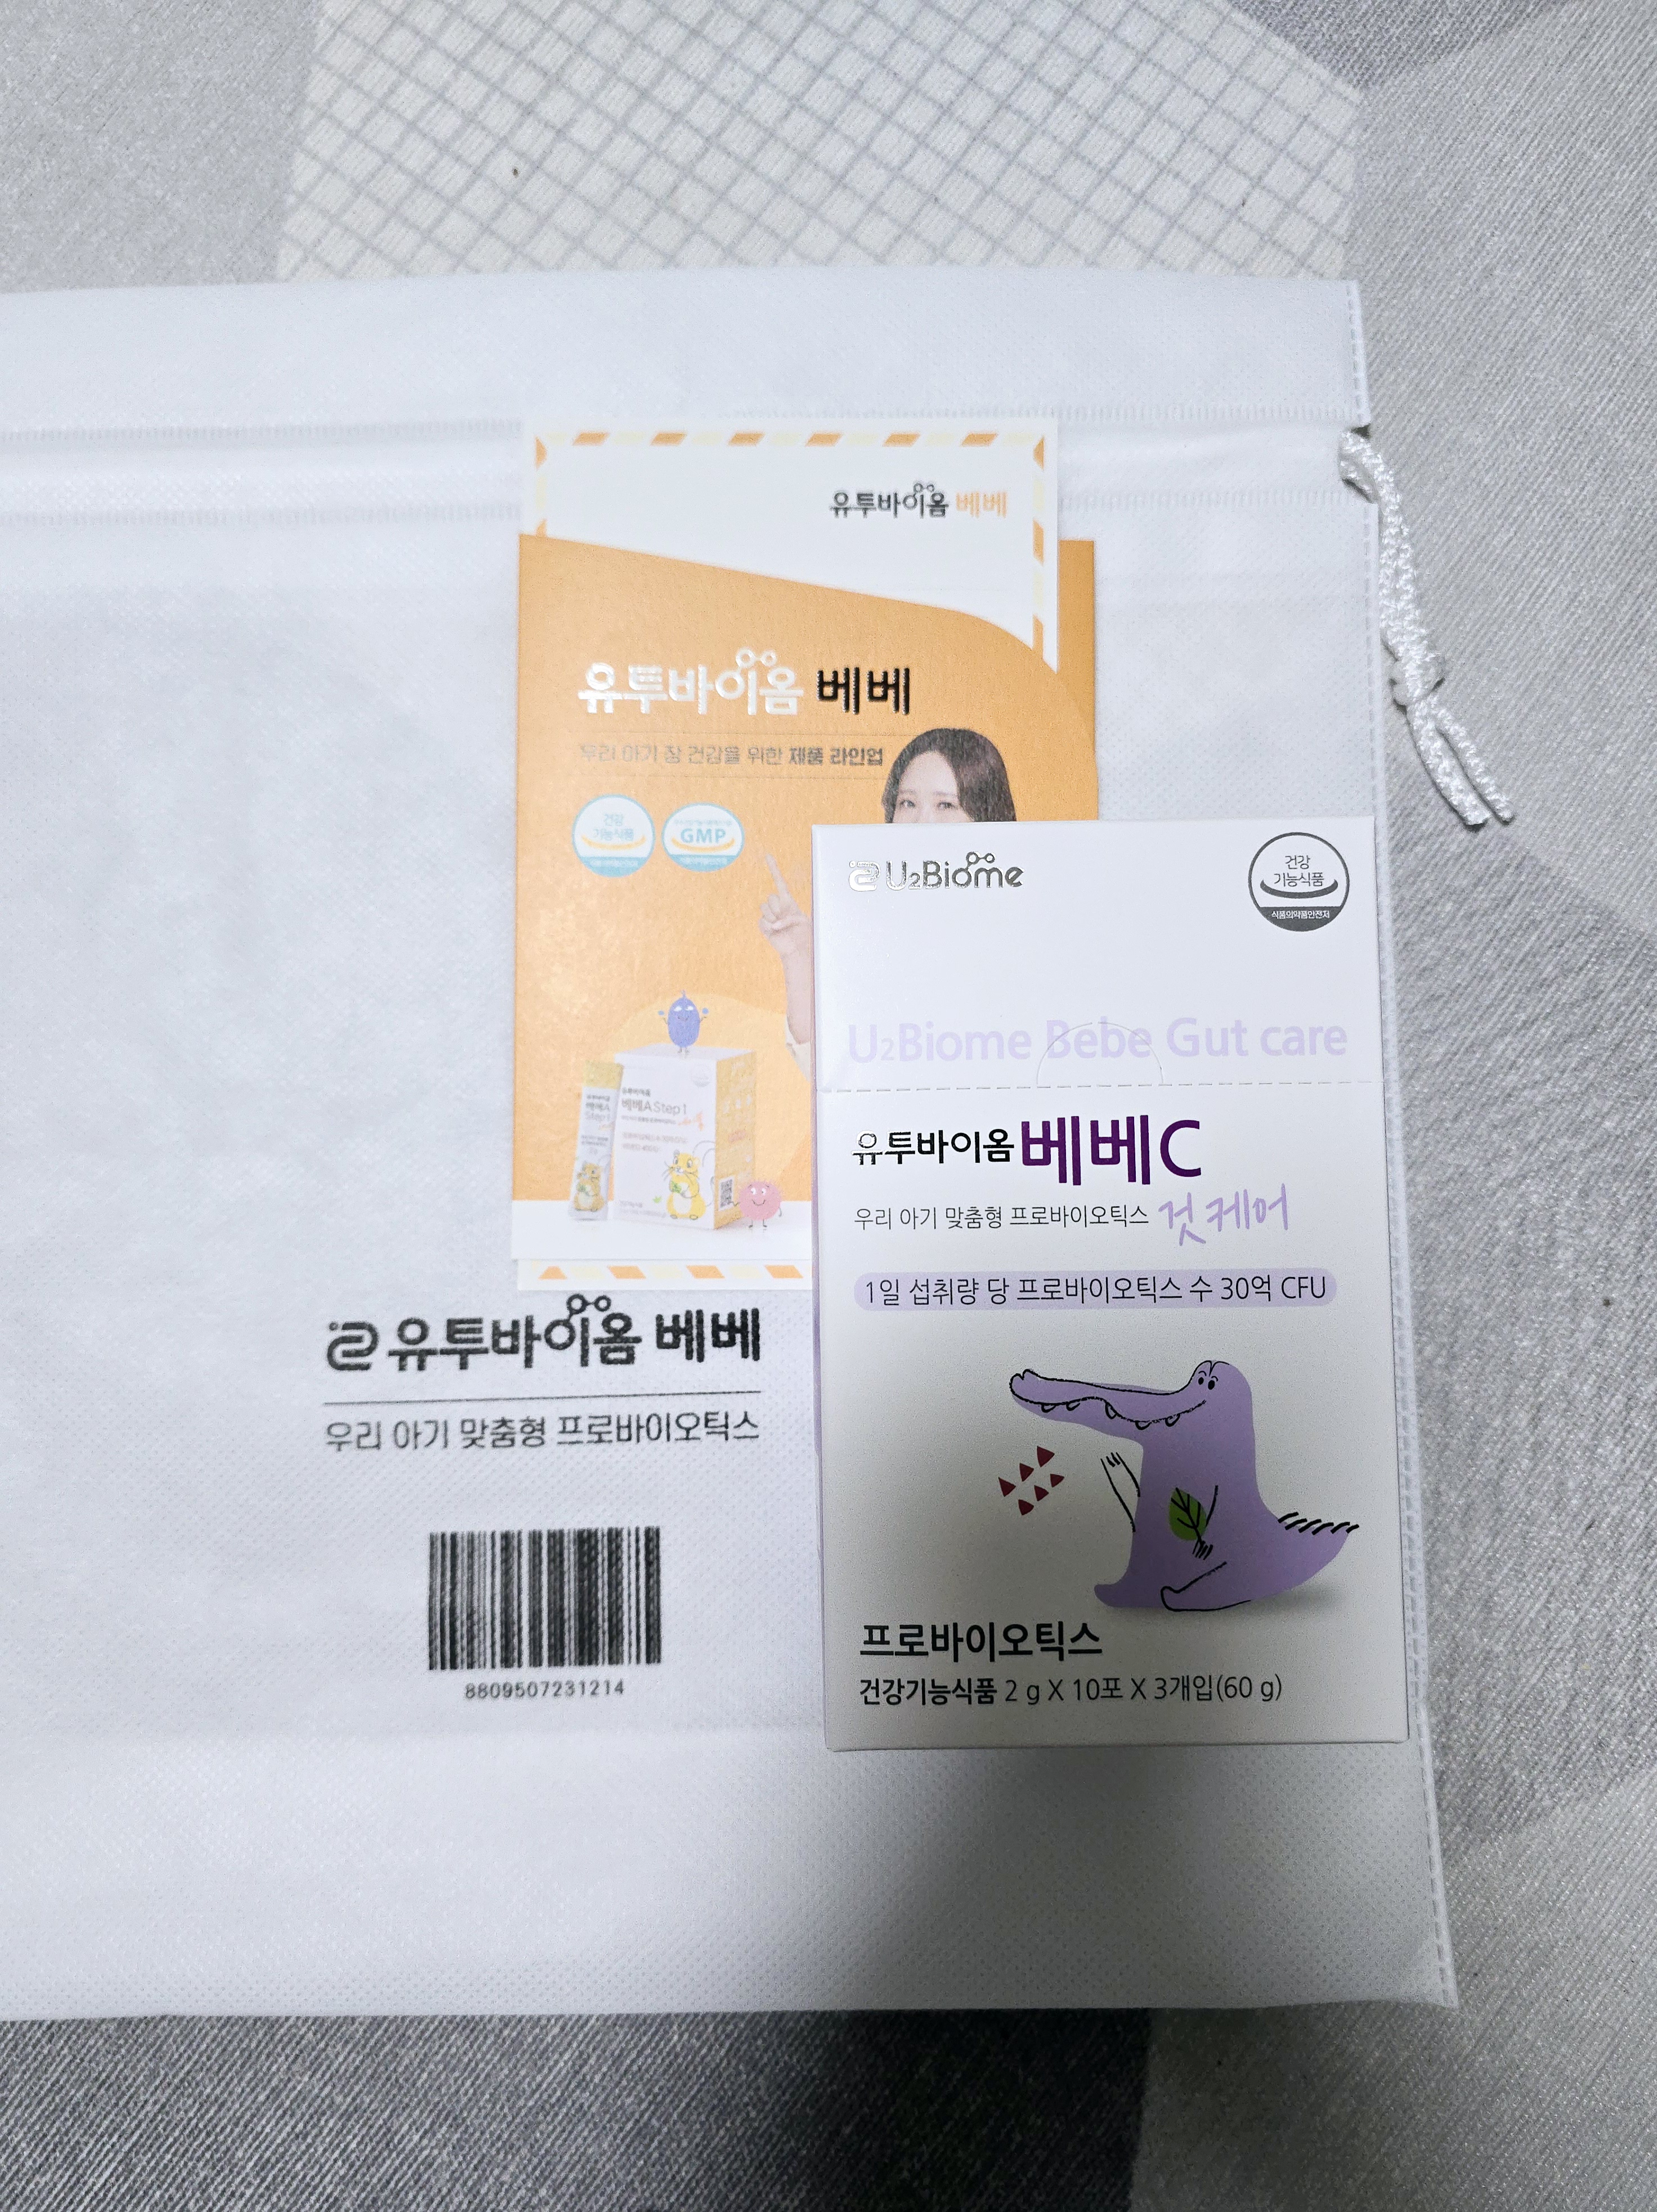 유투바이옴 베베
유투바이옴 베베
우리 아기 장 건강을 위한 제품 라인업
건강
기능식품
GMP
베베A Step1
U2Biome
건강
기능식품
식품의약품안전처
U2Biome Bebe Gut care
유투바이옴 베베C
우리 아기 맞춤형 프로바이오틱스 것 케어
1일 섭취량 당 프로바이오틱스 수 30억 CFU
프로바이오틱스
건강기능식품 2 g X 10포 X 3개입(60 g)
유투바이옴 베베
우리 아기 맞춤형 프로바이오틱스
8809507231214